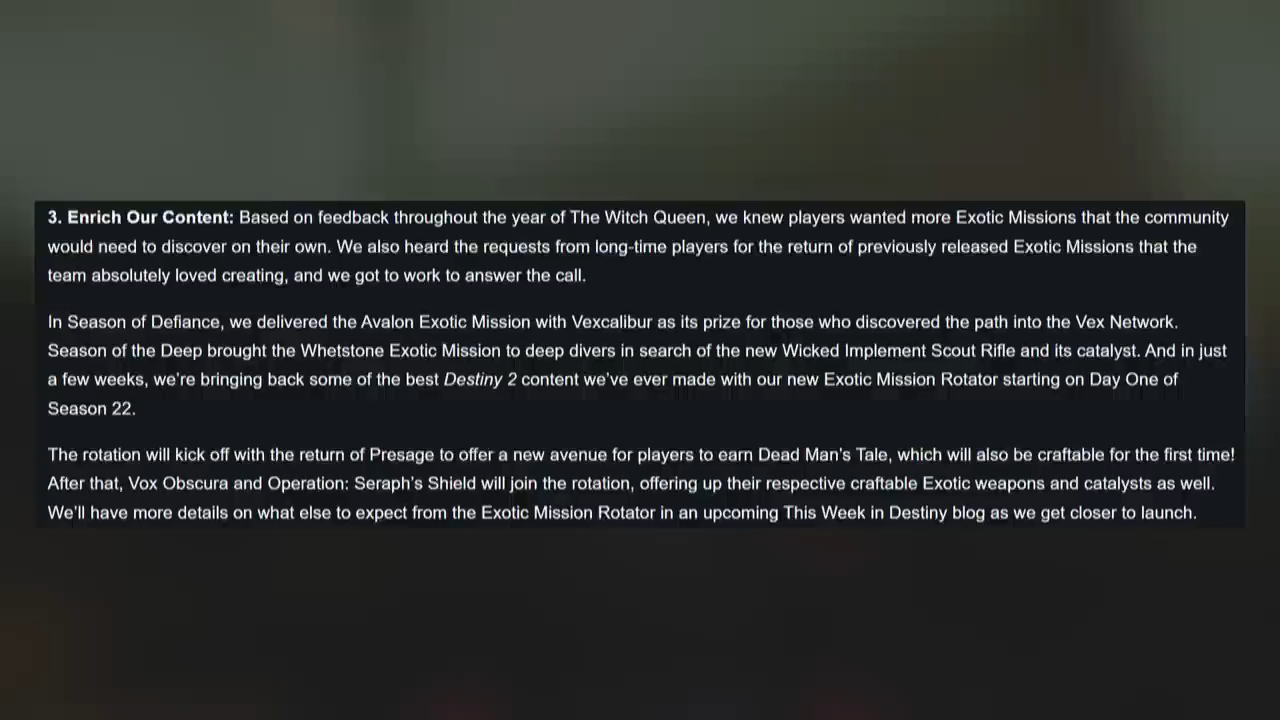 3. Enrich Our Content: Based on feedback throughout the year of The Witch Queen, we knew players wanted more Exotic Missions that the community
would need to discover on their own. We also heard the requests from long-time players for the return of previously released Exotic Missions that the
team absolutely loved creating, and we got to work to answer the call.
In Season of Defiance, we delivered the Avalon Exotic Mission with Vexcalibur as its prize for those who discovered the path into the Vex Network.
Season of the Deep brought the Whetstone Exotic Mission to deep divers in search of the new Wicked Implement Scout Rifle and its catalyst. And in just
a few weeks, we’re bringing back some of the best Destiny 2 content we’ve ever made with our new Exotic Mission Rotator starting on Day One of
Season 22.
The rotation will kick off with the return of Presage to offer a new avenue for players to earn Dead Man’s Tale, which will also be craftable for the first time!
After that, Vox Obscura and Operation: Seraph’s Shield will join the rotation, offering up their respective craftable Exotic weapons and catalysts as well.
We’ll have more details on what else to expect from the Exotic Mission Rotator in an upcoming This Week in Destiny blog as we get closer to launch.